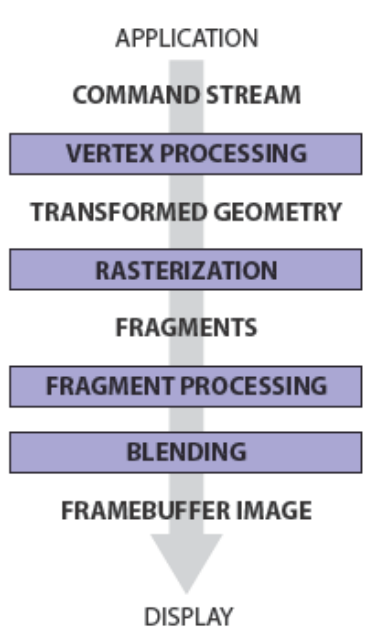 APPLICATION
COMMAND STREAM
VERTEX PROCESSING
TRANSFORMED GEOMETRY
RASTERIZATION
FRAGMENTS
FRAGMENT PROCESSING
BLENDING
FRAMEBUFFER IMAGE
DISPLAY